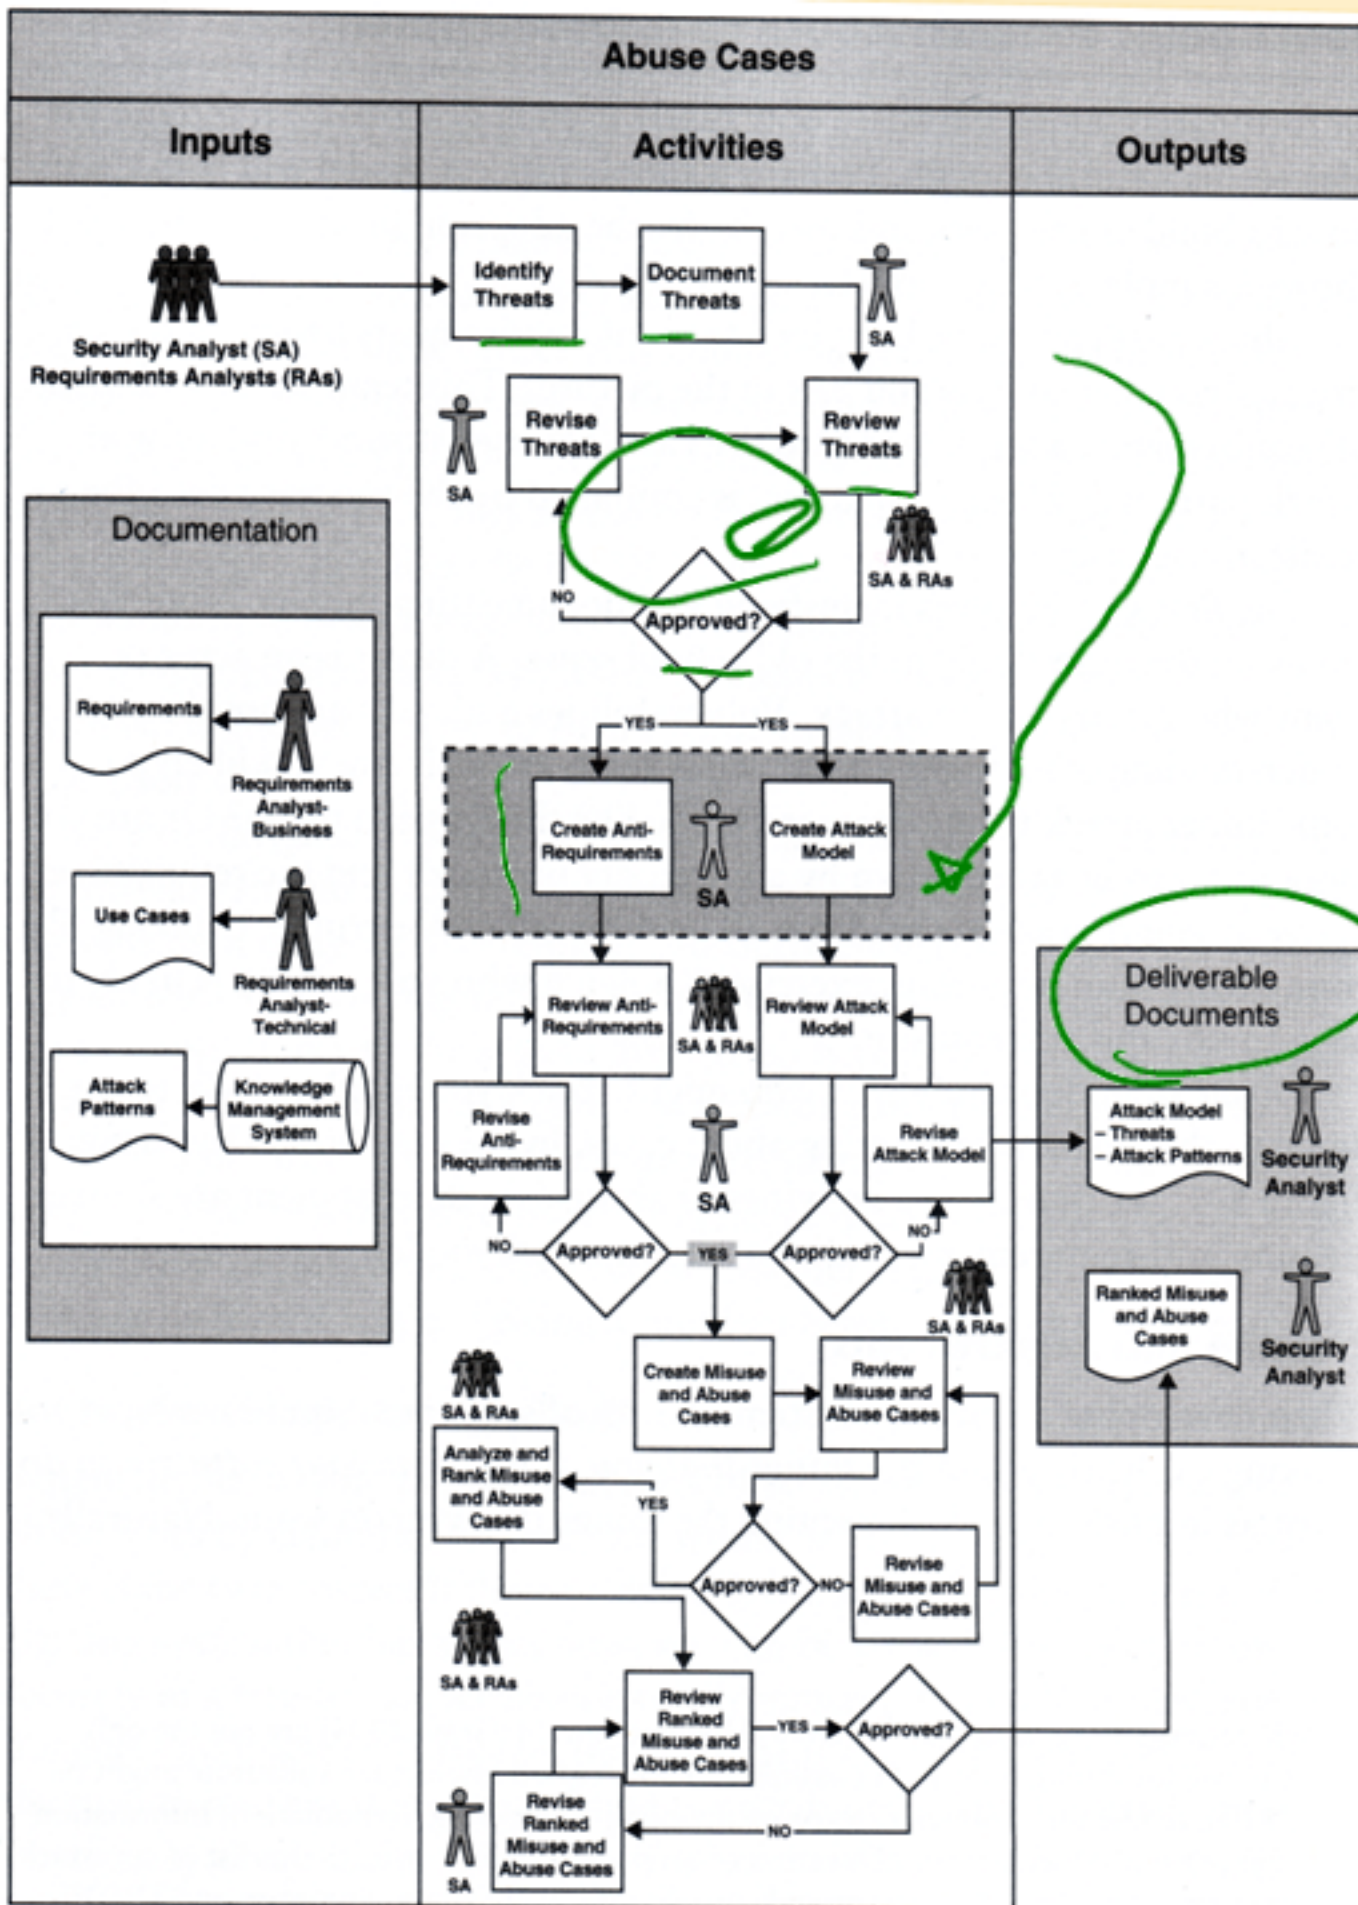 Abuse Cases
Inputs
Activities
Outputs
Security Analyst (SA)
Requirements Analysts (RAs)
Identify
Threats
Document
Threats
SA
Revise
Threats
SA
Review
Threats
SA & RAs
NO
Approved?
YES
YES
Documentation
Requirements
Requirements
Analyst-
Business
Use Cases
Requirements
Analyst-
Technical
Attack
Patterns
Knowledge
Management
System
Create Anti-
Requirements
SA
Create Attack
Model
Review Anti-
Requirements
SA & RAs
Review Attack
Model
Revise
Anti-
Requirements
SA
Revise
Attack Model
NO
Approved?
YES
Approved?
NO
SA & RAs
Create Misuse
and Abuse
Cases
Review
Misuse and
Abuse Cases
SA & RAs
Analyze and
Rank Misuse
and Abuse
Cases
YES
Approved?
NO
Revise
Misuse and
Abuse Cases
SA & RAs
Review
Ranked
Misuse and
Abuse Cases
YES
Approved?
Revise
Ranked
Misuse and
Abuse Cases
NO
SA
Deliverable
Documents
Attack Model
– Threats
– Attack Patterns
Security
Analyst
Ranked Misuse
and Abuse
Cases
Security
Analyst